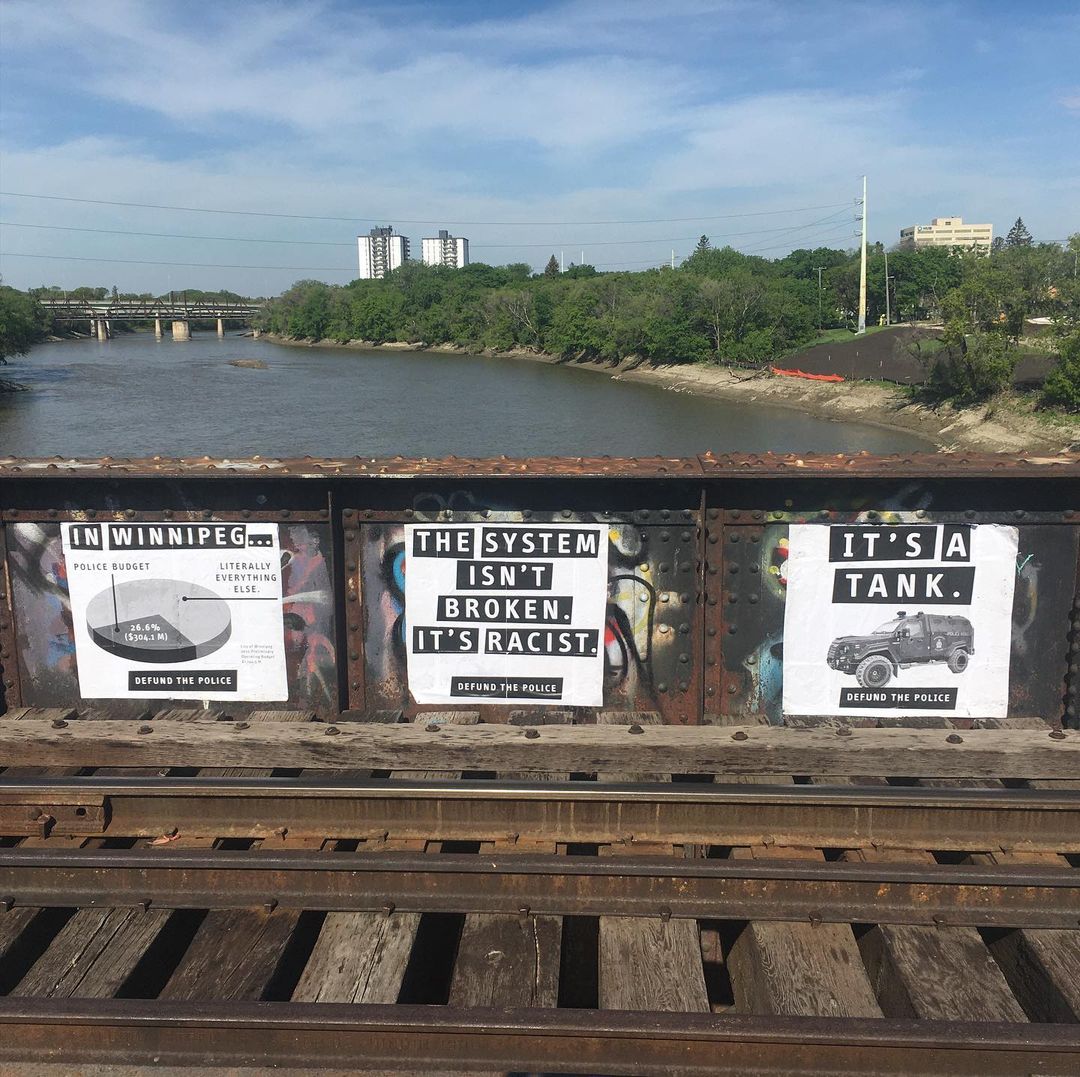 IN WINNIPEG...
POLICE BUDGET
LITERALLY
EVERYTHING
ELSE.
26.6%
($304.1 M)
DEFUND THE POLICE
THE SYSTEM
ISN'T
BROKEN.
IT'S RACIST.
DEFUND THE POLICE
IT'S A
TANK.
POLICE
DEFUND THE POLICE